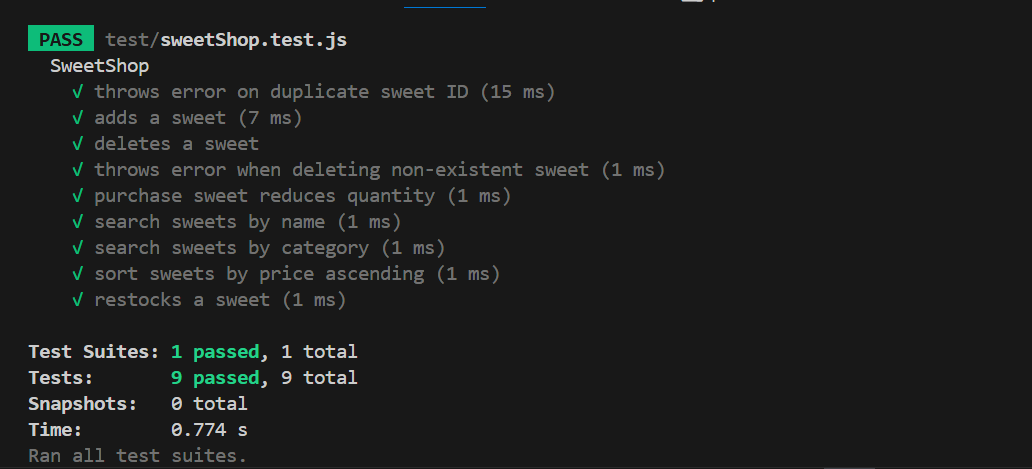 PASS test/sweetShop.test.js
SweetShop
√ throws error on duplicate sweet ID (15 ms)
√ adds a sweet (7 ms)
√ deletes a sweet
√ throws error when deleting non-existent sweet (1 ms)
√ purchase sweet reduces quantity (1 ms)
√ search sweets by name (1 ms)
√ search sweets by category (1 ms)
√ sort sweets by price ascending (1 ms)
√ restocks a sweet (1 ms)
Test Suites: 1 passed, 1 total
Tests: 9 passed, 9 total
Snapshots: 0 total
Time: 0.774 s
Ran all test suites.